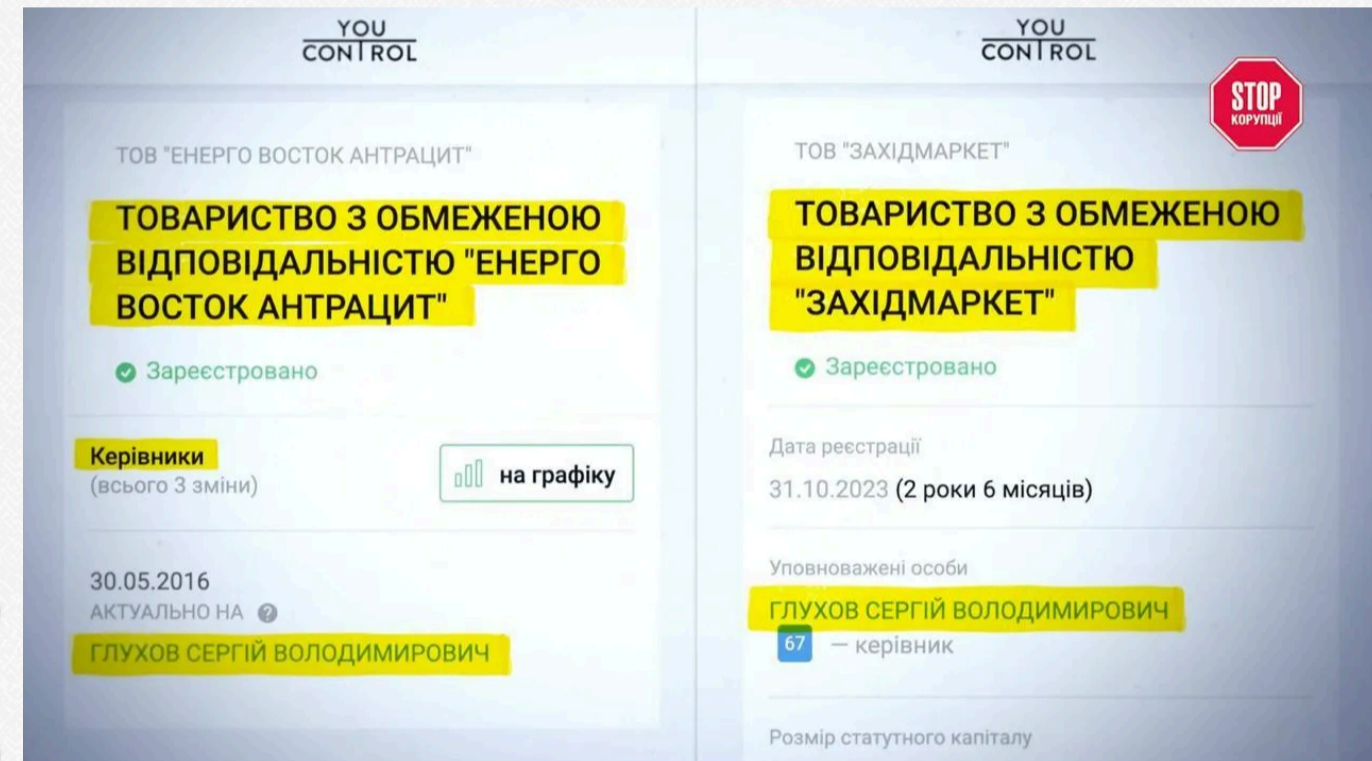 YOU
CONTROL
ТОВ "ЕНЕРГО ВОСТОК АНТРАЦИТ"
ТОВАРИСТВО З ОБМЕЖЕНОЮ
ВІДПОВІДАЛЬНІСТЮ "ЕНЕРГО
ВОСТОК АНТРАЦИТ"
Зареєстровано
Керівники
(всього 3 зміни)
на графіку
30.05.2016
АКТУАЛЬНО НА ?
ГЛУХОВ СЕРГІЙ ВОЛОДИМИРОВИЧ
YOU
CONTROL
STOP
КОРУПЦІЇ
ТОВ "ЗАХІДМАРКЕТ"
ТОВАРИСТВО З ОБМЕЖЕНОЮ
ВІДПОВІДАЛЬНІСТЮ
"ЗАХІДМАРКЕТ"
Зареєстровано
Дата реєстрації
31.10.2023 (2 роки 6 місяців)
Уповноважені особи
ГЛУХОВ СЕРГІЙ ВОЛОДИМИРОВИЧ
67 — керівник
Розмір статутного капіталу